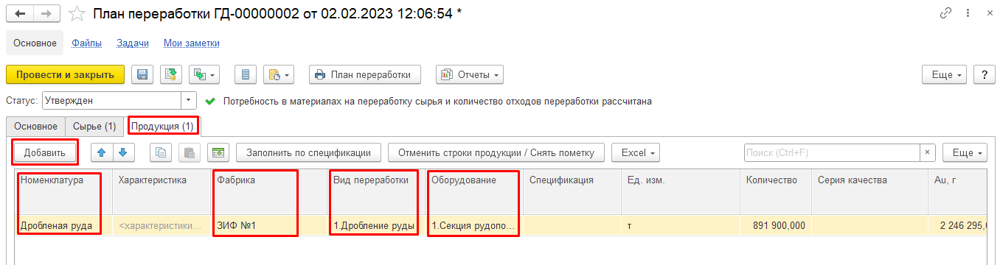 План переработки ГД-00000002 от 02.02.2023 12:06:54 *
Основное Файлы Задачи Мои заметки
Провести и закрыть План переработки Отчеты Еще ?
Статус: Утвержден Потребность в материалах на переработку сырья и количество отходов переработки рассчитана
Основное Сырье (1) Продукция (1)
Добавить Заполнить по спецификации Отменить строки продукции / Снять пометку Excel Поиск (Ctrl+F) × Еще
Номенклатура Характеристика Фабрика Вид переработки Оборудование Спецификация Ед. изм. Количество Серия качества Au, г
Дробленая руда <характеристики... ЗИФ №1 1.Дробление руды 1.Секция рудопо... т 891 900,000 2 246 295,